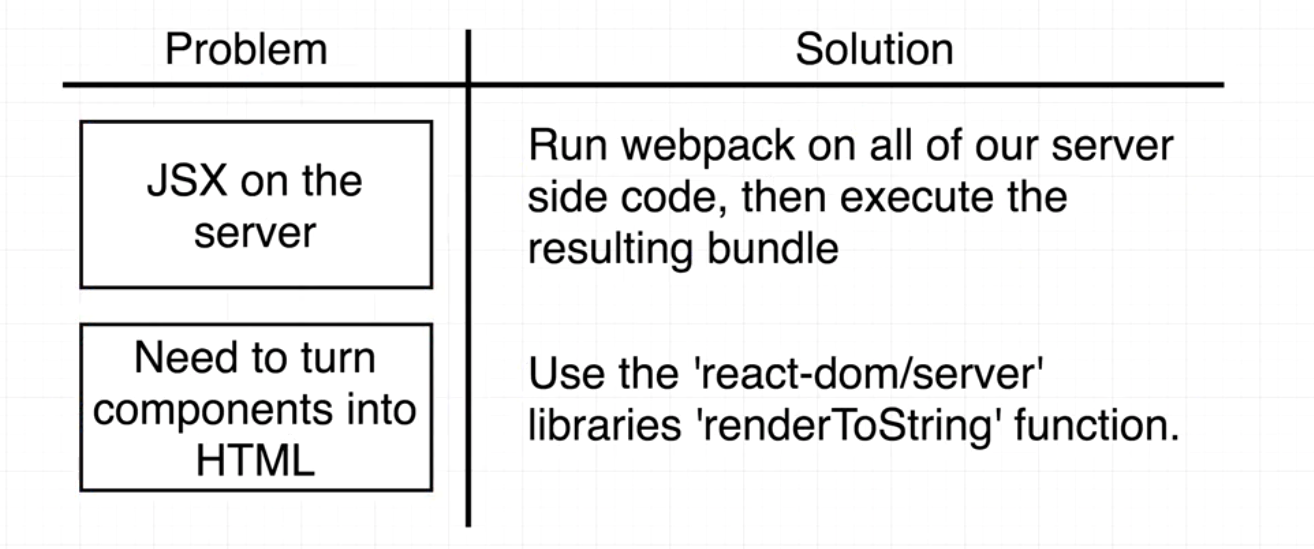 Problem
Solution
JSX on the
server
Run webpack on all of our server
side code, then execute the
resulting bundle
Need to turn
components into
HTML
Use the 'react-dom/server'
libraries 'renderToString' function.